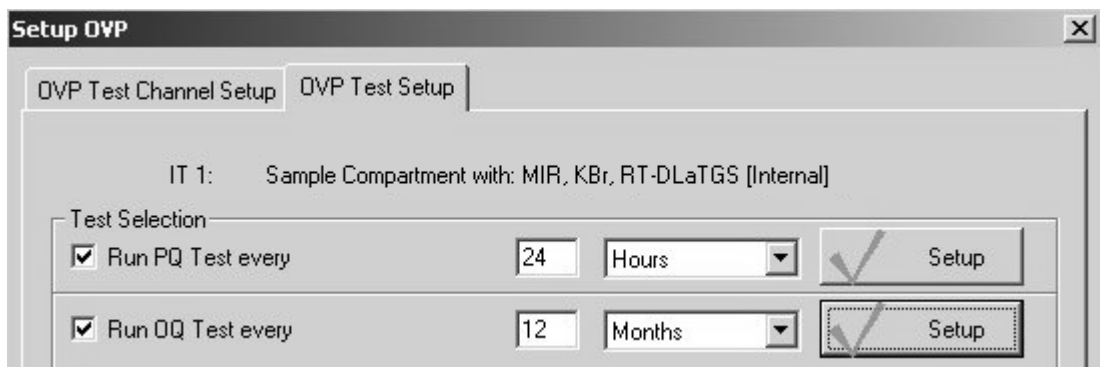 Setup OVP
OVP Test Channel Setup OVP Test Setup
IT 1: Sample Compartment with: MIR, KBr, RT-DLaTGS [Internal]
Test Selection
Run PQ Test every 24 Hours Setup
Run OQ Test every 12 Months Setup